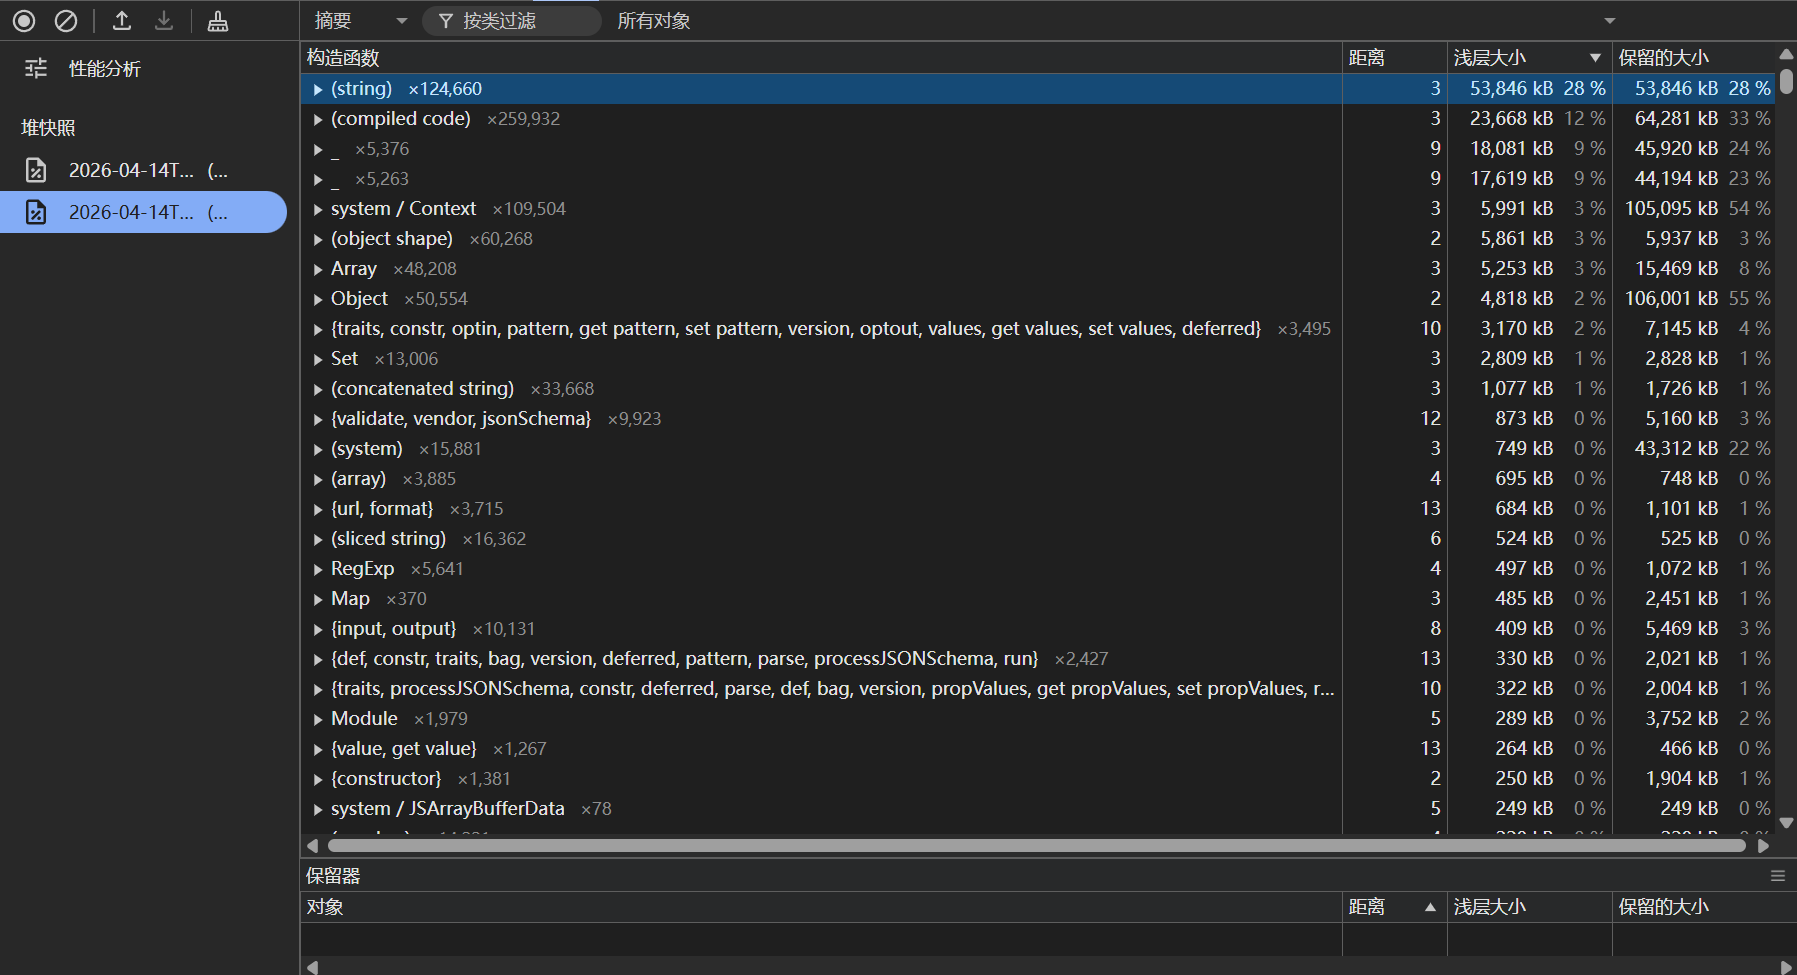 摘要 按类过滤 所有对象
性能分析
堆快照
2026-04-14T... (...
2026-04-14T... (...
构造函数 距离 浅层大小 保留的大小
(string) ×124,660 3 53,846 kB 28 % 53,846 kB 28 %
(compiled code) ×259,932 3 23,668 kB 12 % 64,281 kB 33 %
_ ×5,376 9 18,081 kB 9 % 45,920 kB 24 %
_ ×5,263 9 17,619 kB 9 % 44,194 kB 23 %
system / Context ×109,504 3 5,991 kB 3 % 105,095 kB 54 %
(object shape) ×60,268 2 5,861 kB 3 % 5,937 kB 3 %
Array ×48,208 3 5,253 kB 3 % 15,469 kB 8 %
Object ×50,554 2 4,818 kB 2 % 106,001 kB 55 %
{traits, constr, optin, pattern, get pattern, set pattern, version, optout, values, get values, set values, deferred} ×3,495 10 3,170 kB 2 % 7,145 kB 4 %
Set ×13,006 3 2,809 kB 1 % 2,828 kB 1 %
(concatenated string) ×33,668 3 1,077 kB 1 % 1,726 kB 1 %
{validate, vendor, jsonSchema} ×9,923 12 873 kB 0 % 5,160 kB 3 %
(system) ×15,881 3 749 kB 0 % 43,312 kB 22 %
(array) ×3,885 4 695 kB 0 % 748 kB 0 %
{url, format} ×3,715 13 684 kB 0 % 1,101 kB 1 %
(sliced string) ×16,362 6 524 kB 0 % 525 kB 0 %
RegExp ×5,641 4 497 kB 0 % 1,072 kB 1 %
Map ×370 3 485 kB 0 % 2,451 kB 1 %
{input, output} ×10,131 8 409 kB 0 % 5,469 kB 3 %
{def, constr, traits, bag, version, deferred, pattern, parse, processJSONSchema, run} ×2,427 13 330 kB 0 % 2,021 kB 1 %
{traits, processJSONSchema, constr, deferred, parse, def, bag, version, propValues, get propValues, set propValues, r... 10 322 kB 0 % 2,004 kB 1 %
Module ×1,979 5 289 kB 0 % 3,752 kB 2 %
{value, get value} ×1,267 13 264 kB 0 % 466 kB 0 %
{constructor} ×1,381 2 250 kB 0 % 1,904 kB 1 %
system / JSArrayBufferData ×78 5 249 kB 0 % 249 kB 0 %
保留器
对象 距离 浅层大小 保留的大小